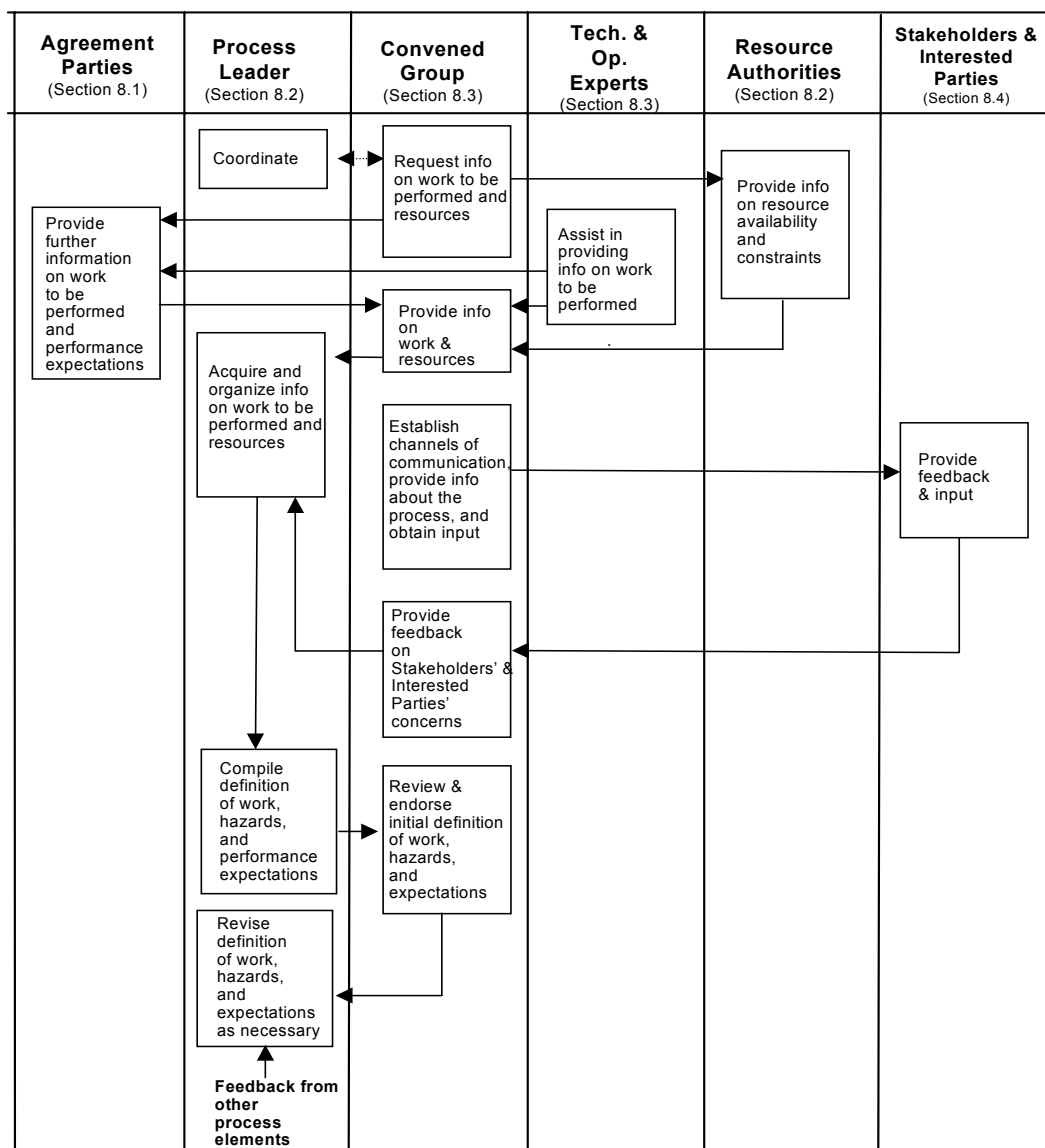 Agreement
Parties
(Section 8.1)
Process
Leader
(Section 8.2)
Convened
Group
(Section 8.3)
Tech. &
Op.
Experts
(Section 8.3)
Resource
Authorities
(Section 8.2)
Stakeholders &
Interested
Parties
(Section 8.4)
Coordinate
Request info
on work to be
performed and
resources
Provide info
on resource
availability
and
constraints
Provide
further
information
on work
to be
performed
and
performance
expectations
Assist in
providing
info on work
to be
performed
Provide info
on
work &
resources
Acquire and
organize info
on work to be
performed and
resources
Establish
channels of
communication,
provide info
about the
process, and
obtain input
Provide
feedback
& input
Provide
feedback
on
Stakeholders' &
Interested
Parties'
concerns
Compile
definition
of work,
hazards,
and
performance
expectations
Review &
endorse
initial definition
of work,
hazards,
and
expectations
Revise
definition
of work,
hazards,
and
expectations
as necessary
Feedback from
other
process
elements